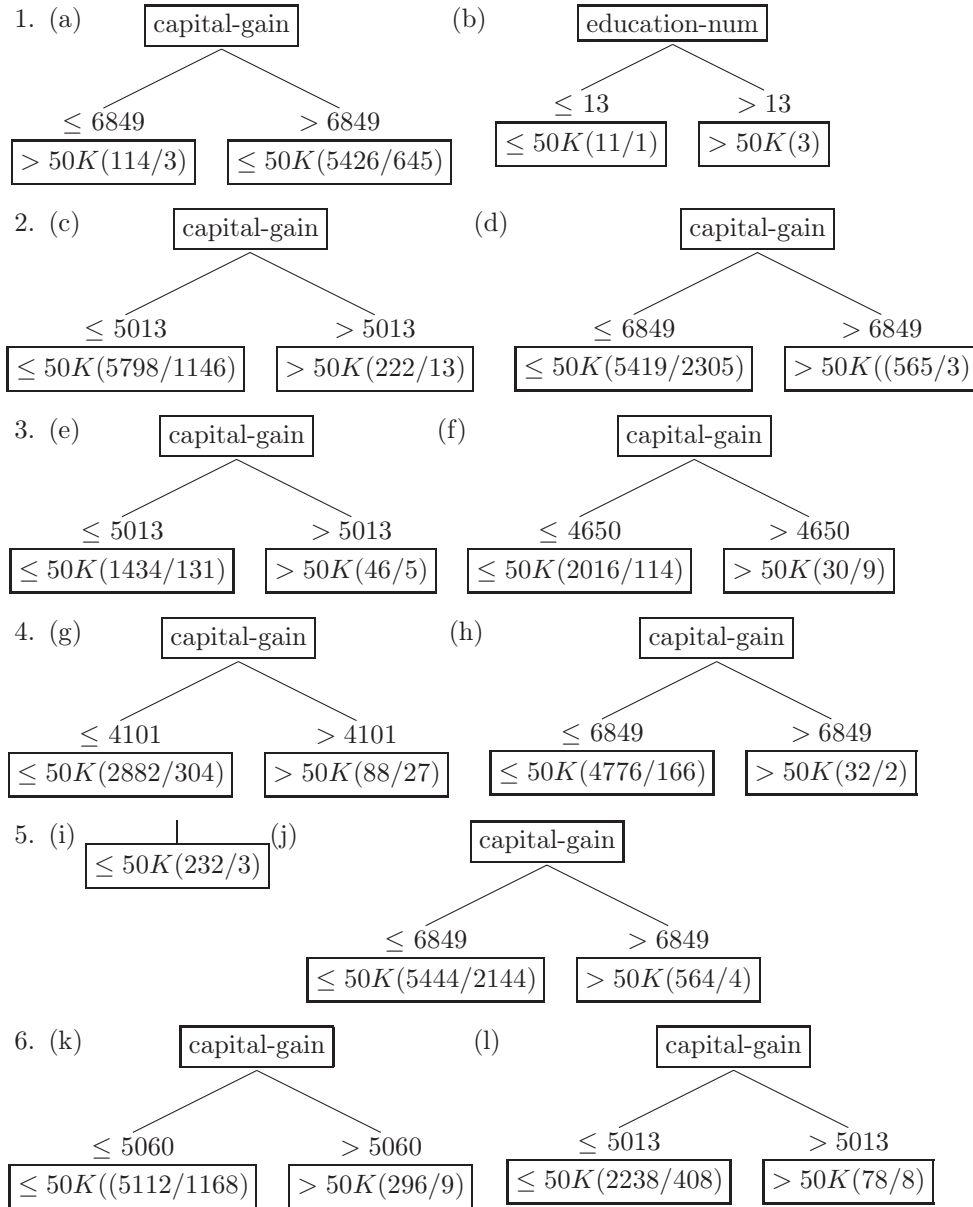 1. (a) capital-gain (b) education-num
≤ 6849 > 6849 ≤ 13 > 13
> 50K(114/3) ≤ 50K(5426/645) ≤ 50K(11/1) > 50K(3)
2. (c) capital-gain (d) capital-gain
≤ 5013 > 5013 ≤ 6849 > 6849
≤ 50K(5798/1146) > 50K(222/13) ≤ 50K(5419/2305) > 50K((565/3)
3. (e) capital-gain (f) capital-gain
≤ 5013 > 5013 ≤ 4650 > 4650
≤ 50K(1434/131) > 50K(46/5) ≤ 50K(2016/114) > 50K(30/9)
4. (g) capital-gain (h) capital-gain
≤ 4101 > 4101 ≤ 6849 > 6849
≤ 50K(2882/304) > 50K(88/27) ≤ 50K(4776/166) > 50K(32/2)
5. (i) ≤ 50K(232/3) (j) capital-gain
≤ 6849 > 6849
≤ 50K(5444/2144) > 50K(564/4)
6. (k) capital-gain (l) capital-gain
≤ 5060 > 5060 ≤ 5013 > 5013
≤ 50K((5112/1168) > 50K(296/9) ≤ 50K(2238/408) > 50K(78/8)